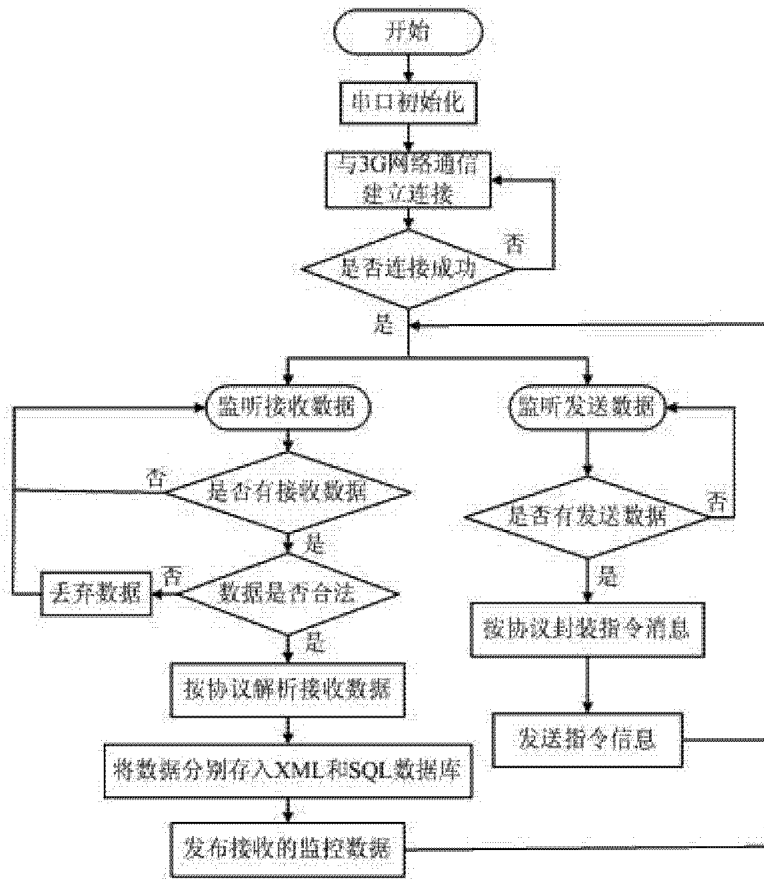 开始
串口初始化
与3G网络通信
建立连接
是否连接成功
否
是
监听接收数据
监听发送数据
否
是否有接收数据
是否有发送数据
否
是
是
丢弃数据
否
数据是否合法
是
按协议封装指令消息
按协议解析接收数据
发送指令信息
将数据分别存入XML和SQL数据库
发布接收的监控数据